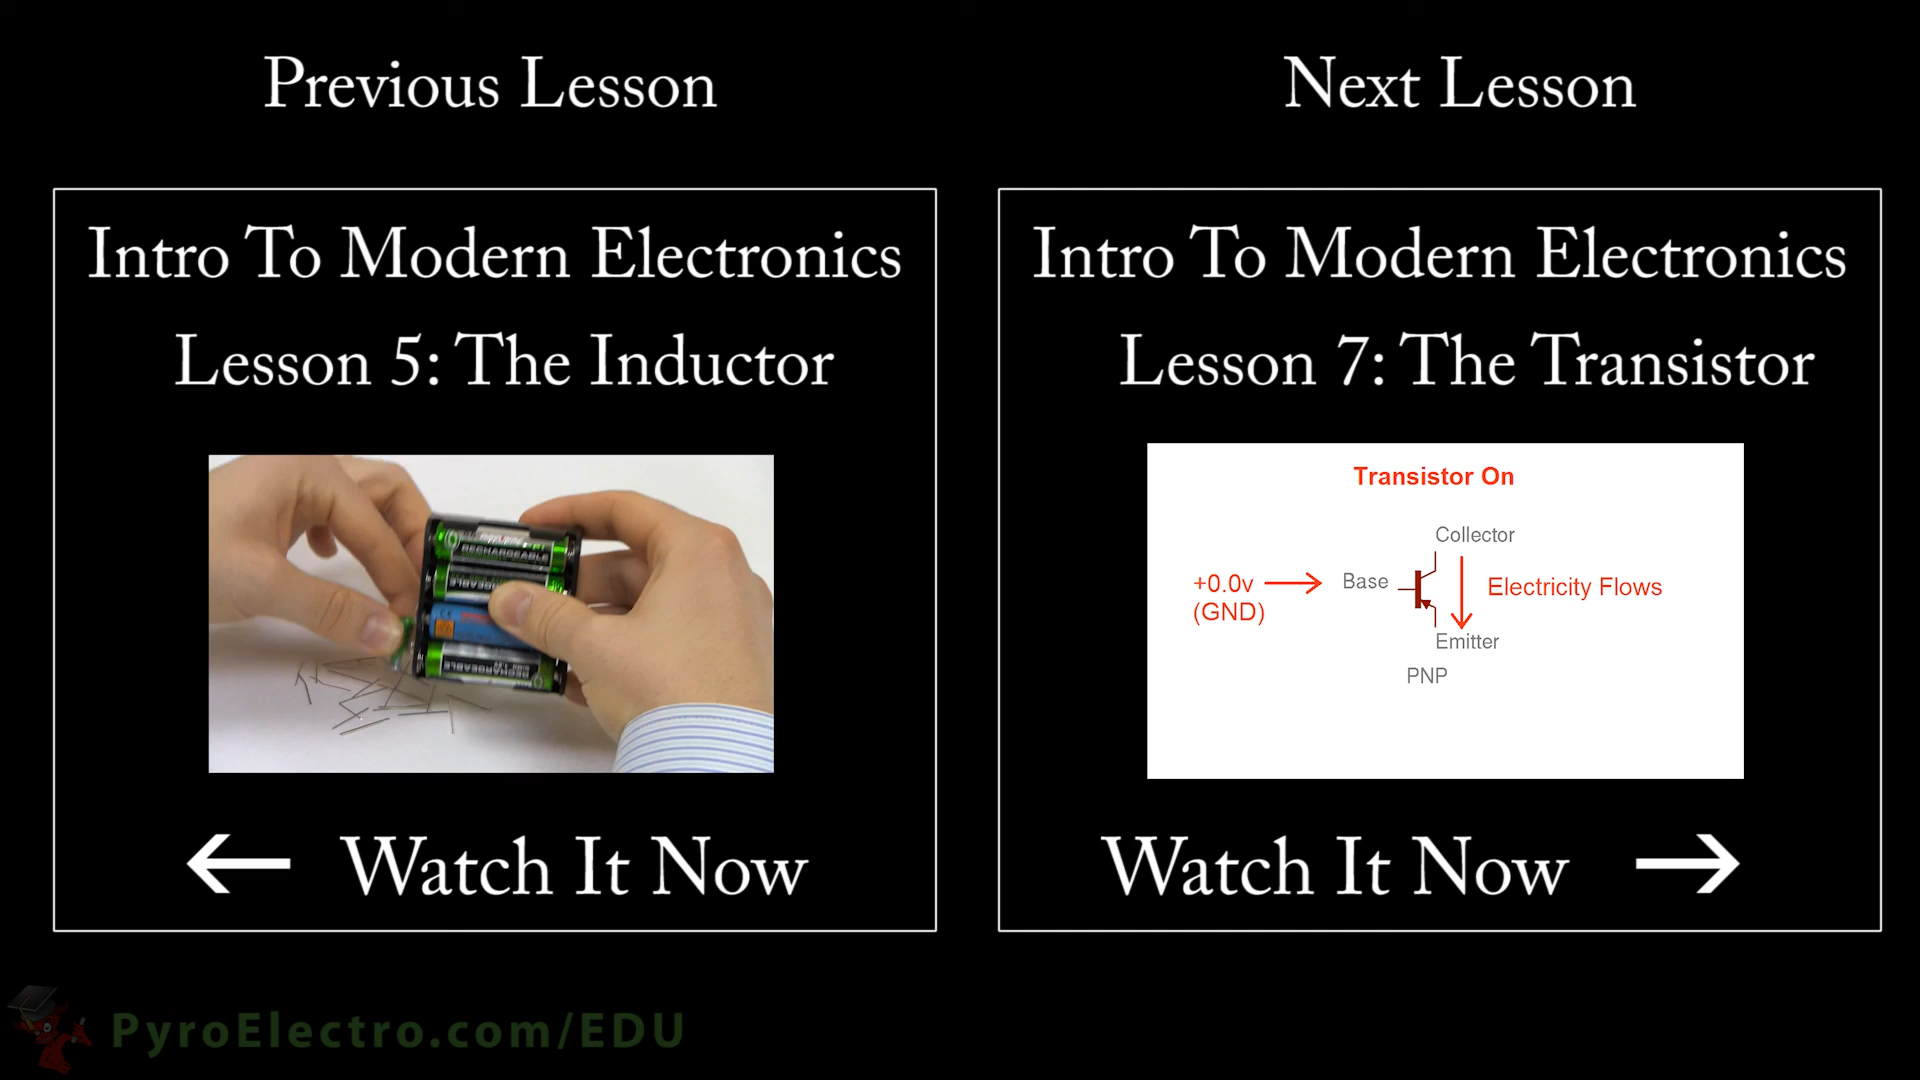 Previous Lesson
Intro To Modern Electronics
Lesson 5: The Inductor
RECHARGEABLE
RECHARGEABLE
← Watch It Now
Next Lesson
Intro To Modern Electronics
Lesson 7: The Transistor
Transistor On
Collector
+0.0v
(GND)
Base
Electricity Flows
Emitter
PNP
Watch It Now →
PyroElectro.com/EDU